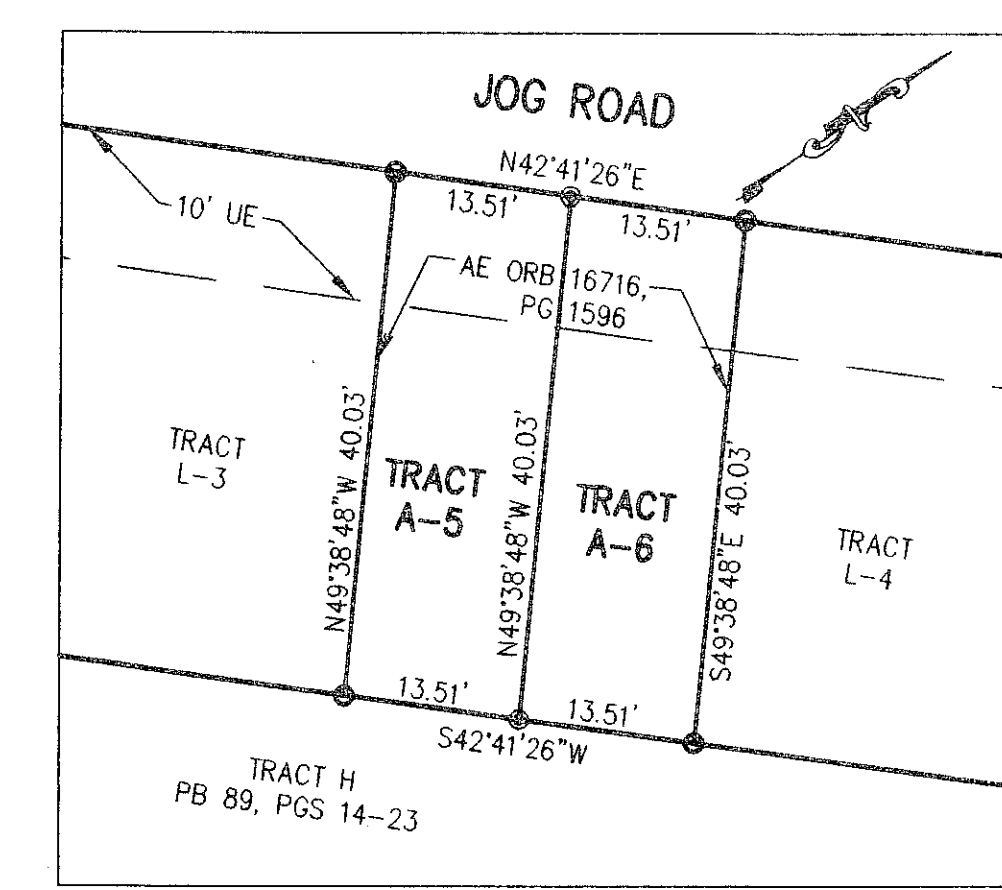 JOG ROAD
N42°41'26"E
13.51'
13.51'
10' UE
AE ORB 16716,
PG 1596
TRACT
L-3
N49°38'48"W 40.03'
TRACT
A-5
N49°38'48"W 40.03'
TRACT
A-6
S49°38'48"E 40.03'
TRACT
L-4
13.51'
13.51'
S42°41'26"W
TRACT H
PB 89, PGS 14-23